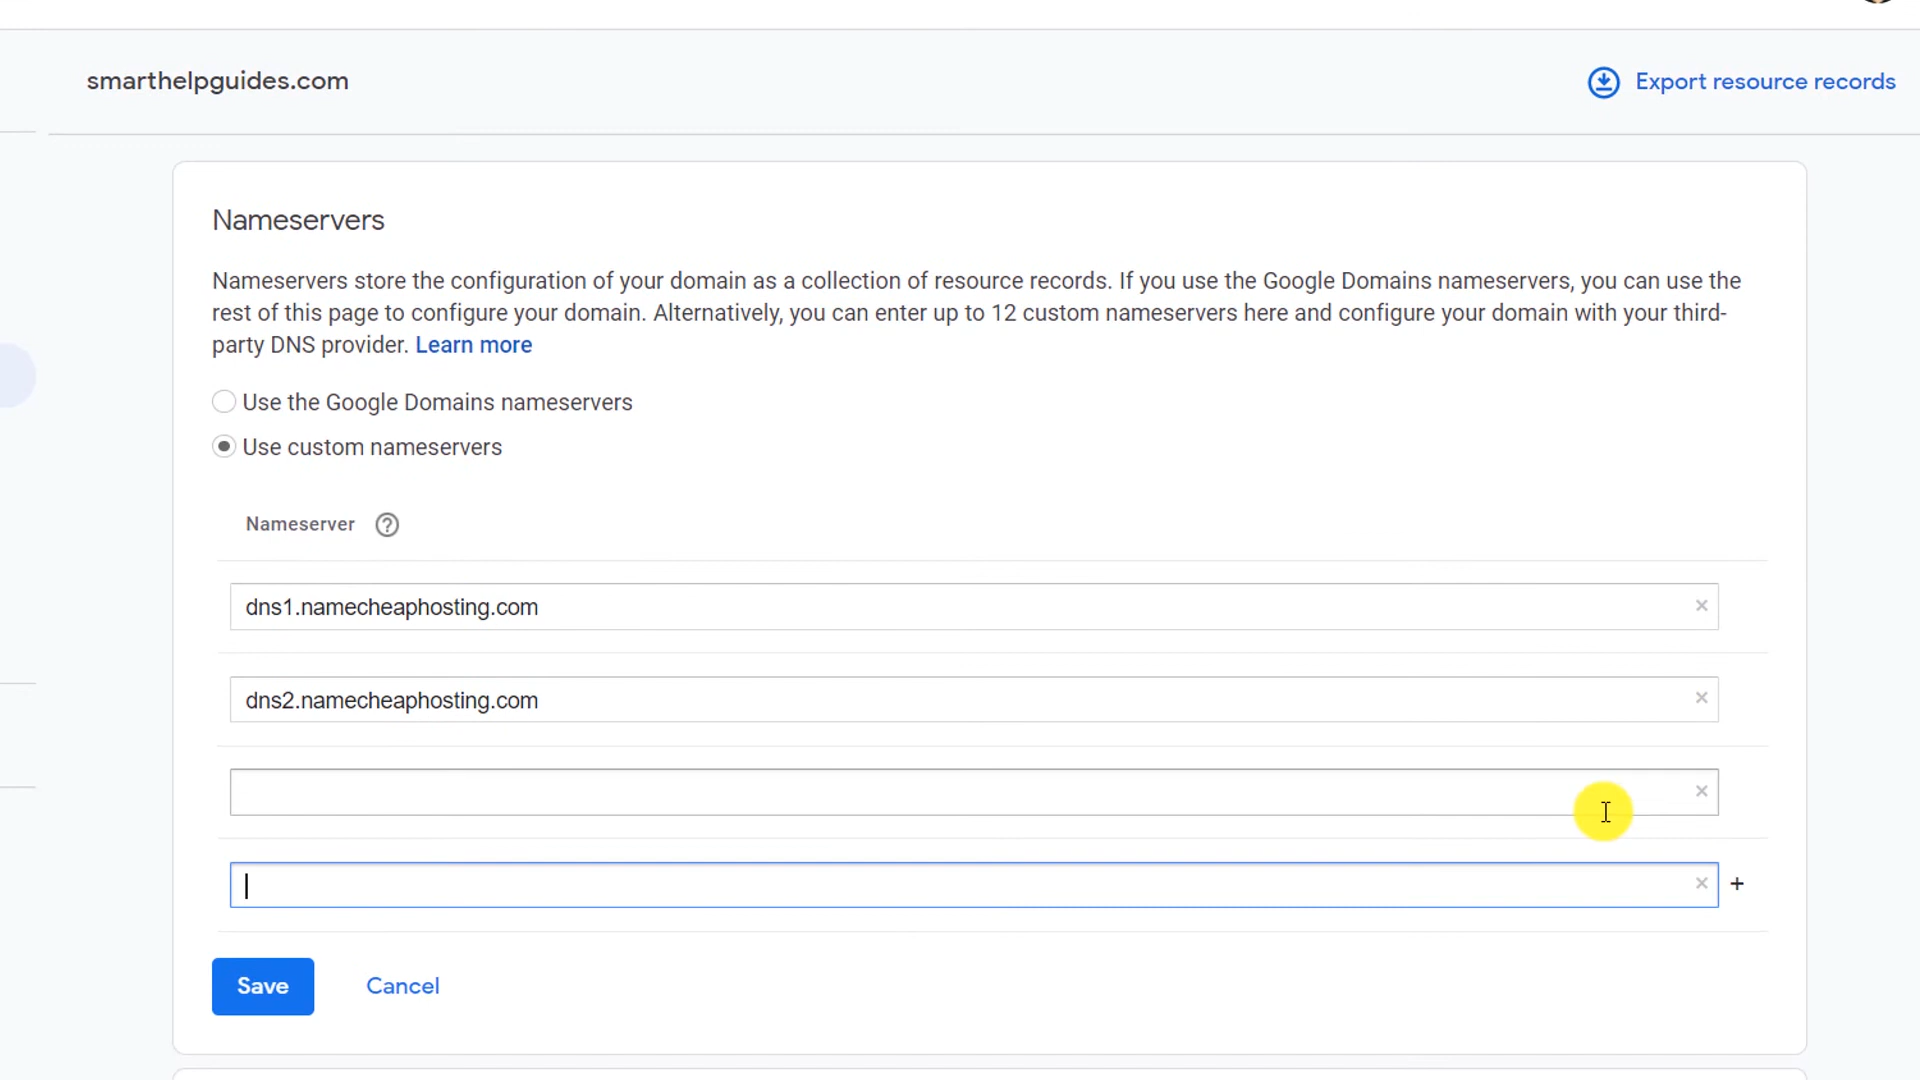 smarthelpguides.com
Export resource records
Nameservers
Nameservers store the configuration of your domain as a collection of resource records. If you use the Google Domains nameservers, you can use the
rest of this page to configure your domain. Alternatively, you can enter up to 12 custom nameservers here and configure your domain with your third-
party DNS provider. Learn more
Use the Google Domains nameservers
Use custom nameservers
Nameserver ?
dns1.namecheaphosting.com
dns2.namecheaphosting.com
Save Cancel